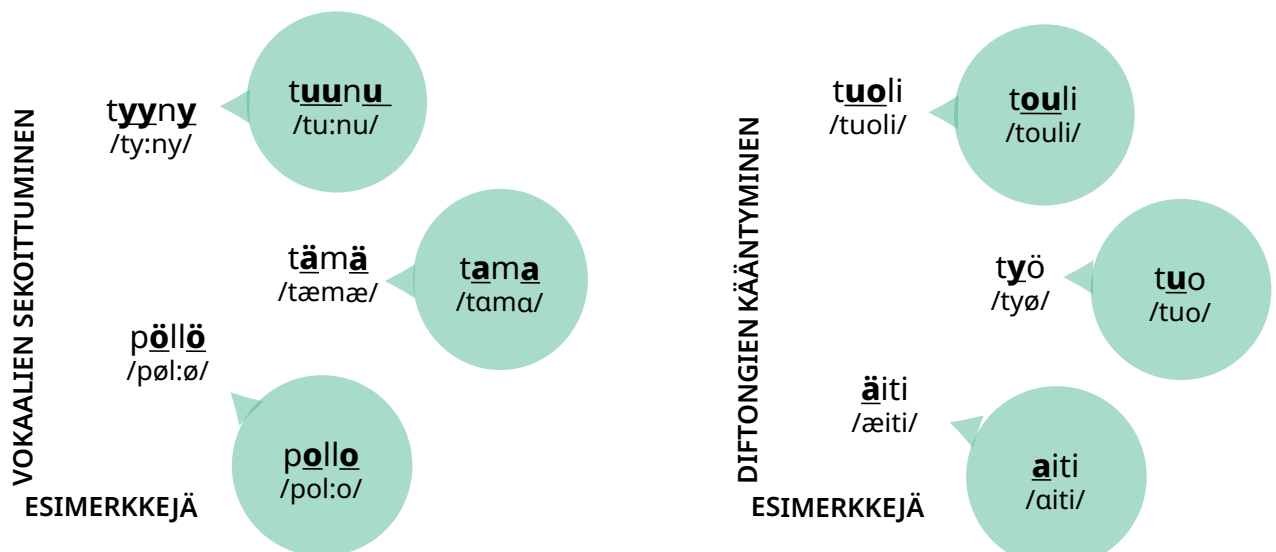 VOKAALIEN SEKOITTUMINEN
tyyny
/ty:ny/
tuunu
/tu:nu/
tämä
/tæmæ/
tama
/tɑmɑ/
pöllö
/pøl:ø/
pollo
/pol:o/
ESIMERKKEJÄ
DIFTONGIEN KÄÄNTYMINEN
tuoli
/tuoli/
touli
/touli/
työ
/tyø/
tuo
/tuo/
äiti
/æiti/
aiti
/ɑiti/
ESIMERKKEJÄ